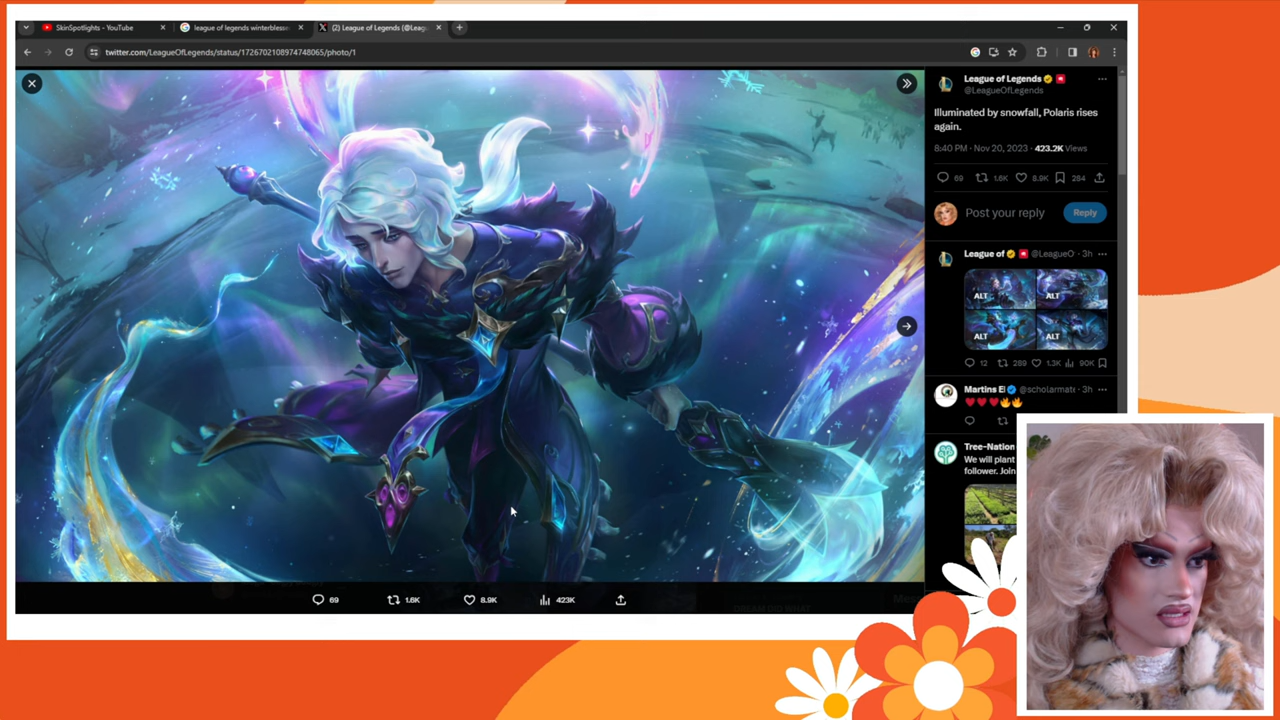 SkinSpotlights - YouTube
league of legends winterblesse
(2) League of Legends (@Leag
twitter.com/LeagueOfLegends/status/1726702108974748065/photo/1
League of Legends
@LeagueOfLegends
Illuminated by snowfall, Polaris rises
again.
8:40 PM · Nov 20, 2023 · 423.2K Views
69 1.6K 8.9K 284
Post your reply
Reply
League of @LeagueO · 3h
ALT ALT
ALT ALT
12 289 1.3K 90K
Martins El @scholarmate · 3h
Tree-Nation
We will plant
follower. Join
69 1.6K 8.9K 423K